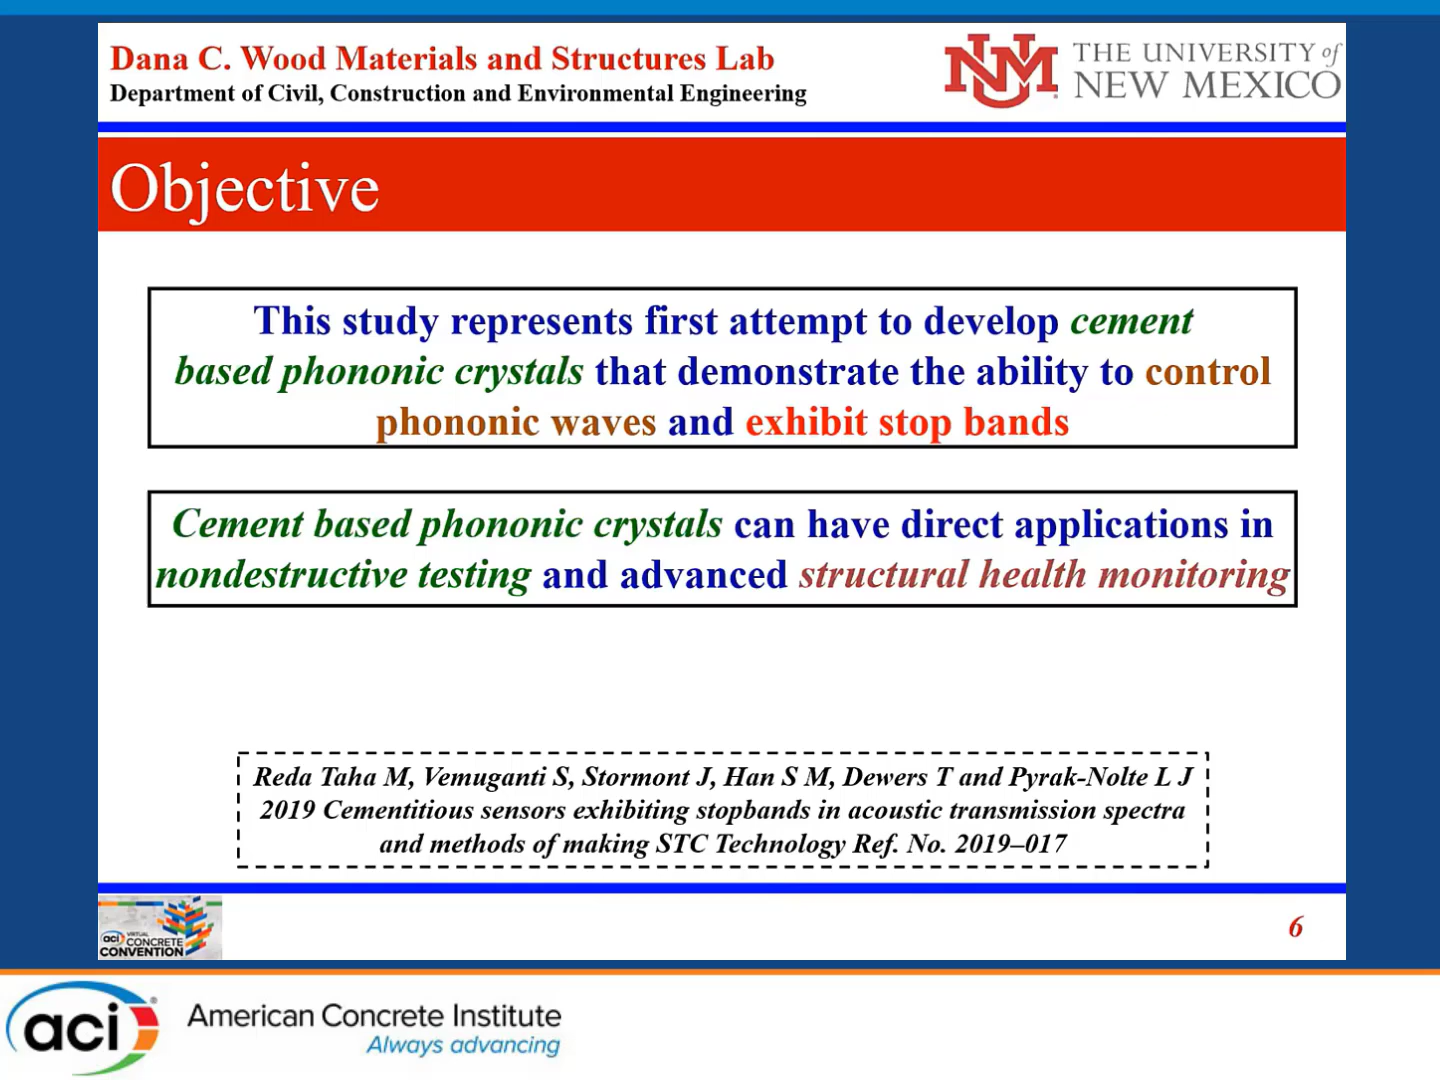 Dana C. Wood Materials and Structures Lab
Department of Civil, Construction and Environmental Engineering
UNM
THE UNIVERSITY of
NEW MEXICO
Objective
This study represents first attempt to develop cement
based phononic crystals that demonstrate the ability to control
phononic waves and exhibit stop bands
Cement based phononic crystals can have direct applications in
nondestructive testing and advanced structural health monitoring
Reda Taha M, Vemuganti S, Stormont J, Han S M, Dewers T and Pyrak-Nolte L J
2019 Cementitious sensors exhibiting stopbands in acoustic transmission spectra
and methods of making STC Technology Ref. No. 2019–017
aci VIRTUAL
CONCRETE
CONVENTION
6
aci
American Concrete Institute
Always advancing